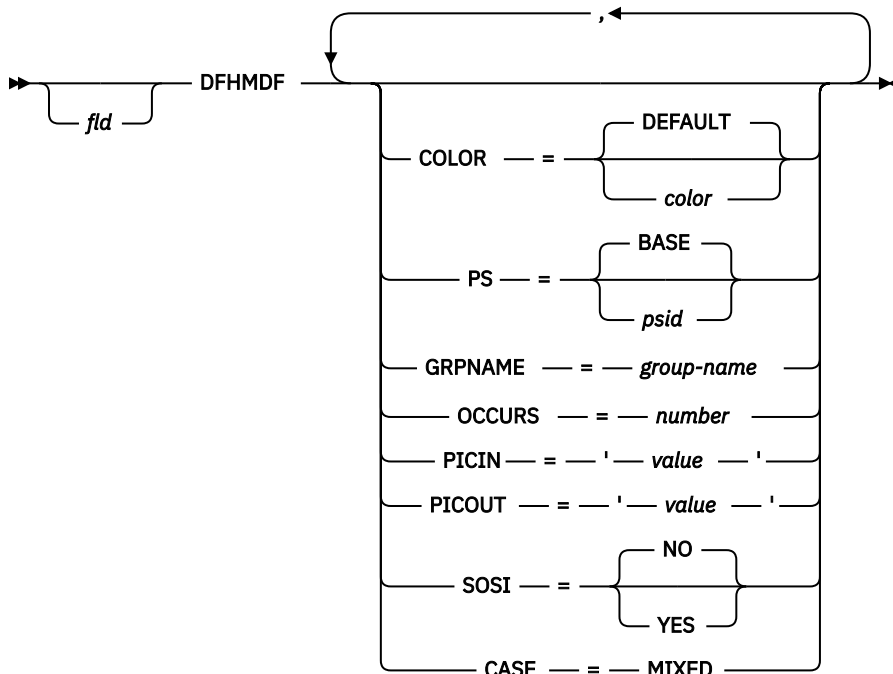 ,
DFHMDF
fld
DEFAULT
COLOR =
color
BASE
PS =
psid
GRPNAME = group-name
OCCURS = number
PICIN = ' value '
PICOUT = ' value '
NO
SOSI =
YES
CASE = MIXED